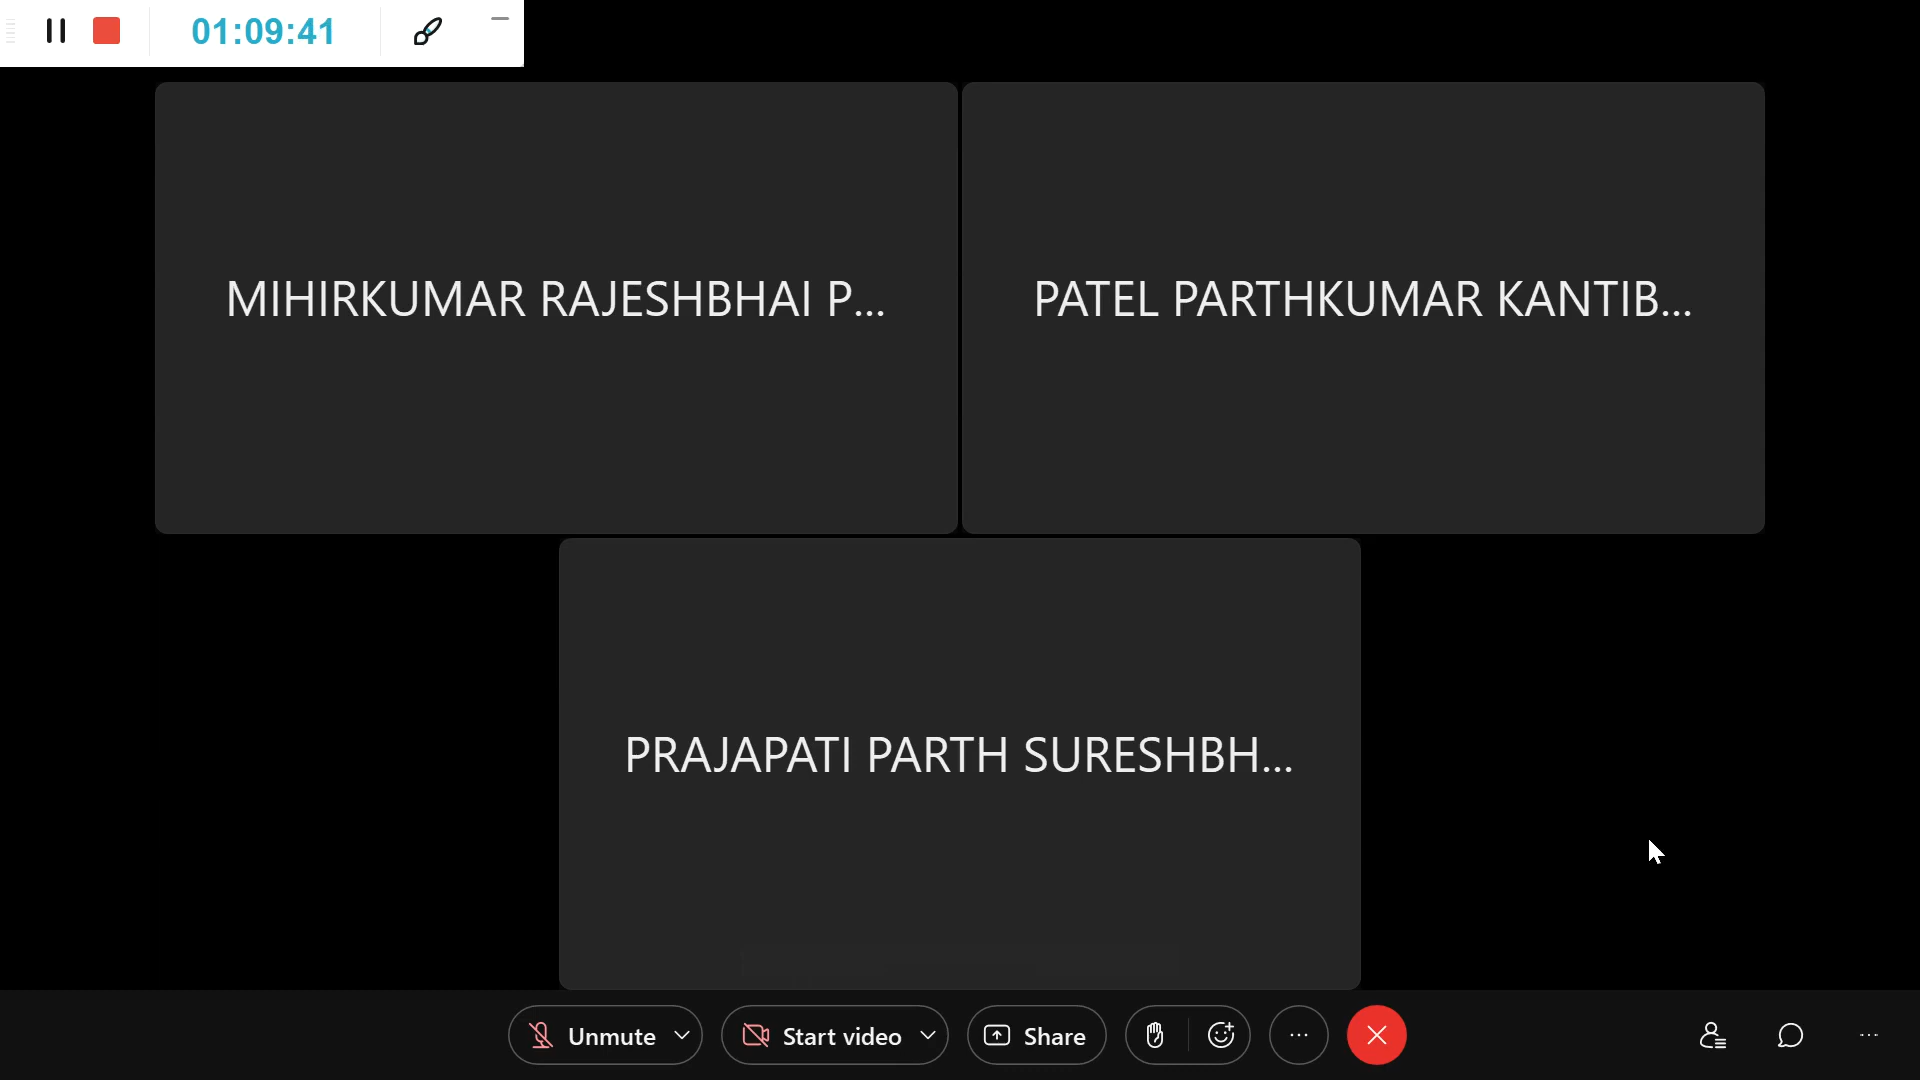 01:09:41
MIHIRKUMAR RAJESHBHAI P...
PATEL PARTHKUMAR KANTIB...
PRAJAPATI PARTH SURESHBH...
Unmute
Start video
Share